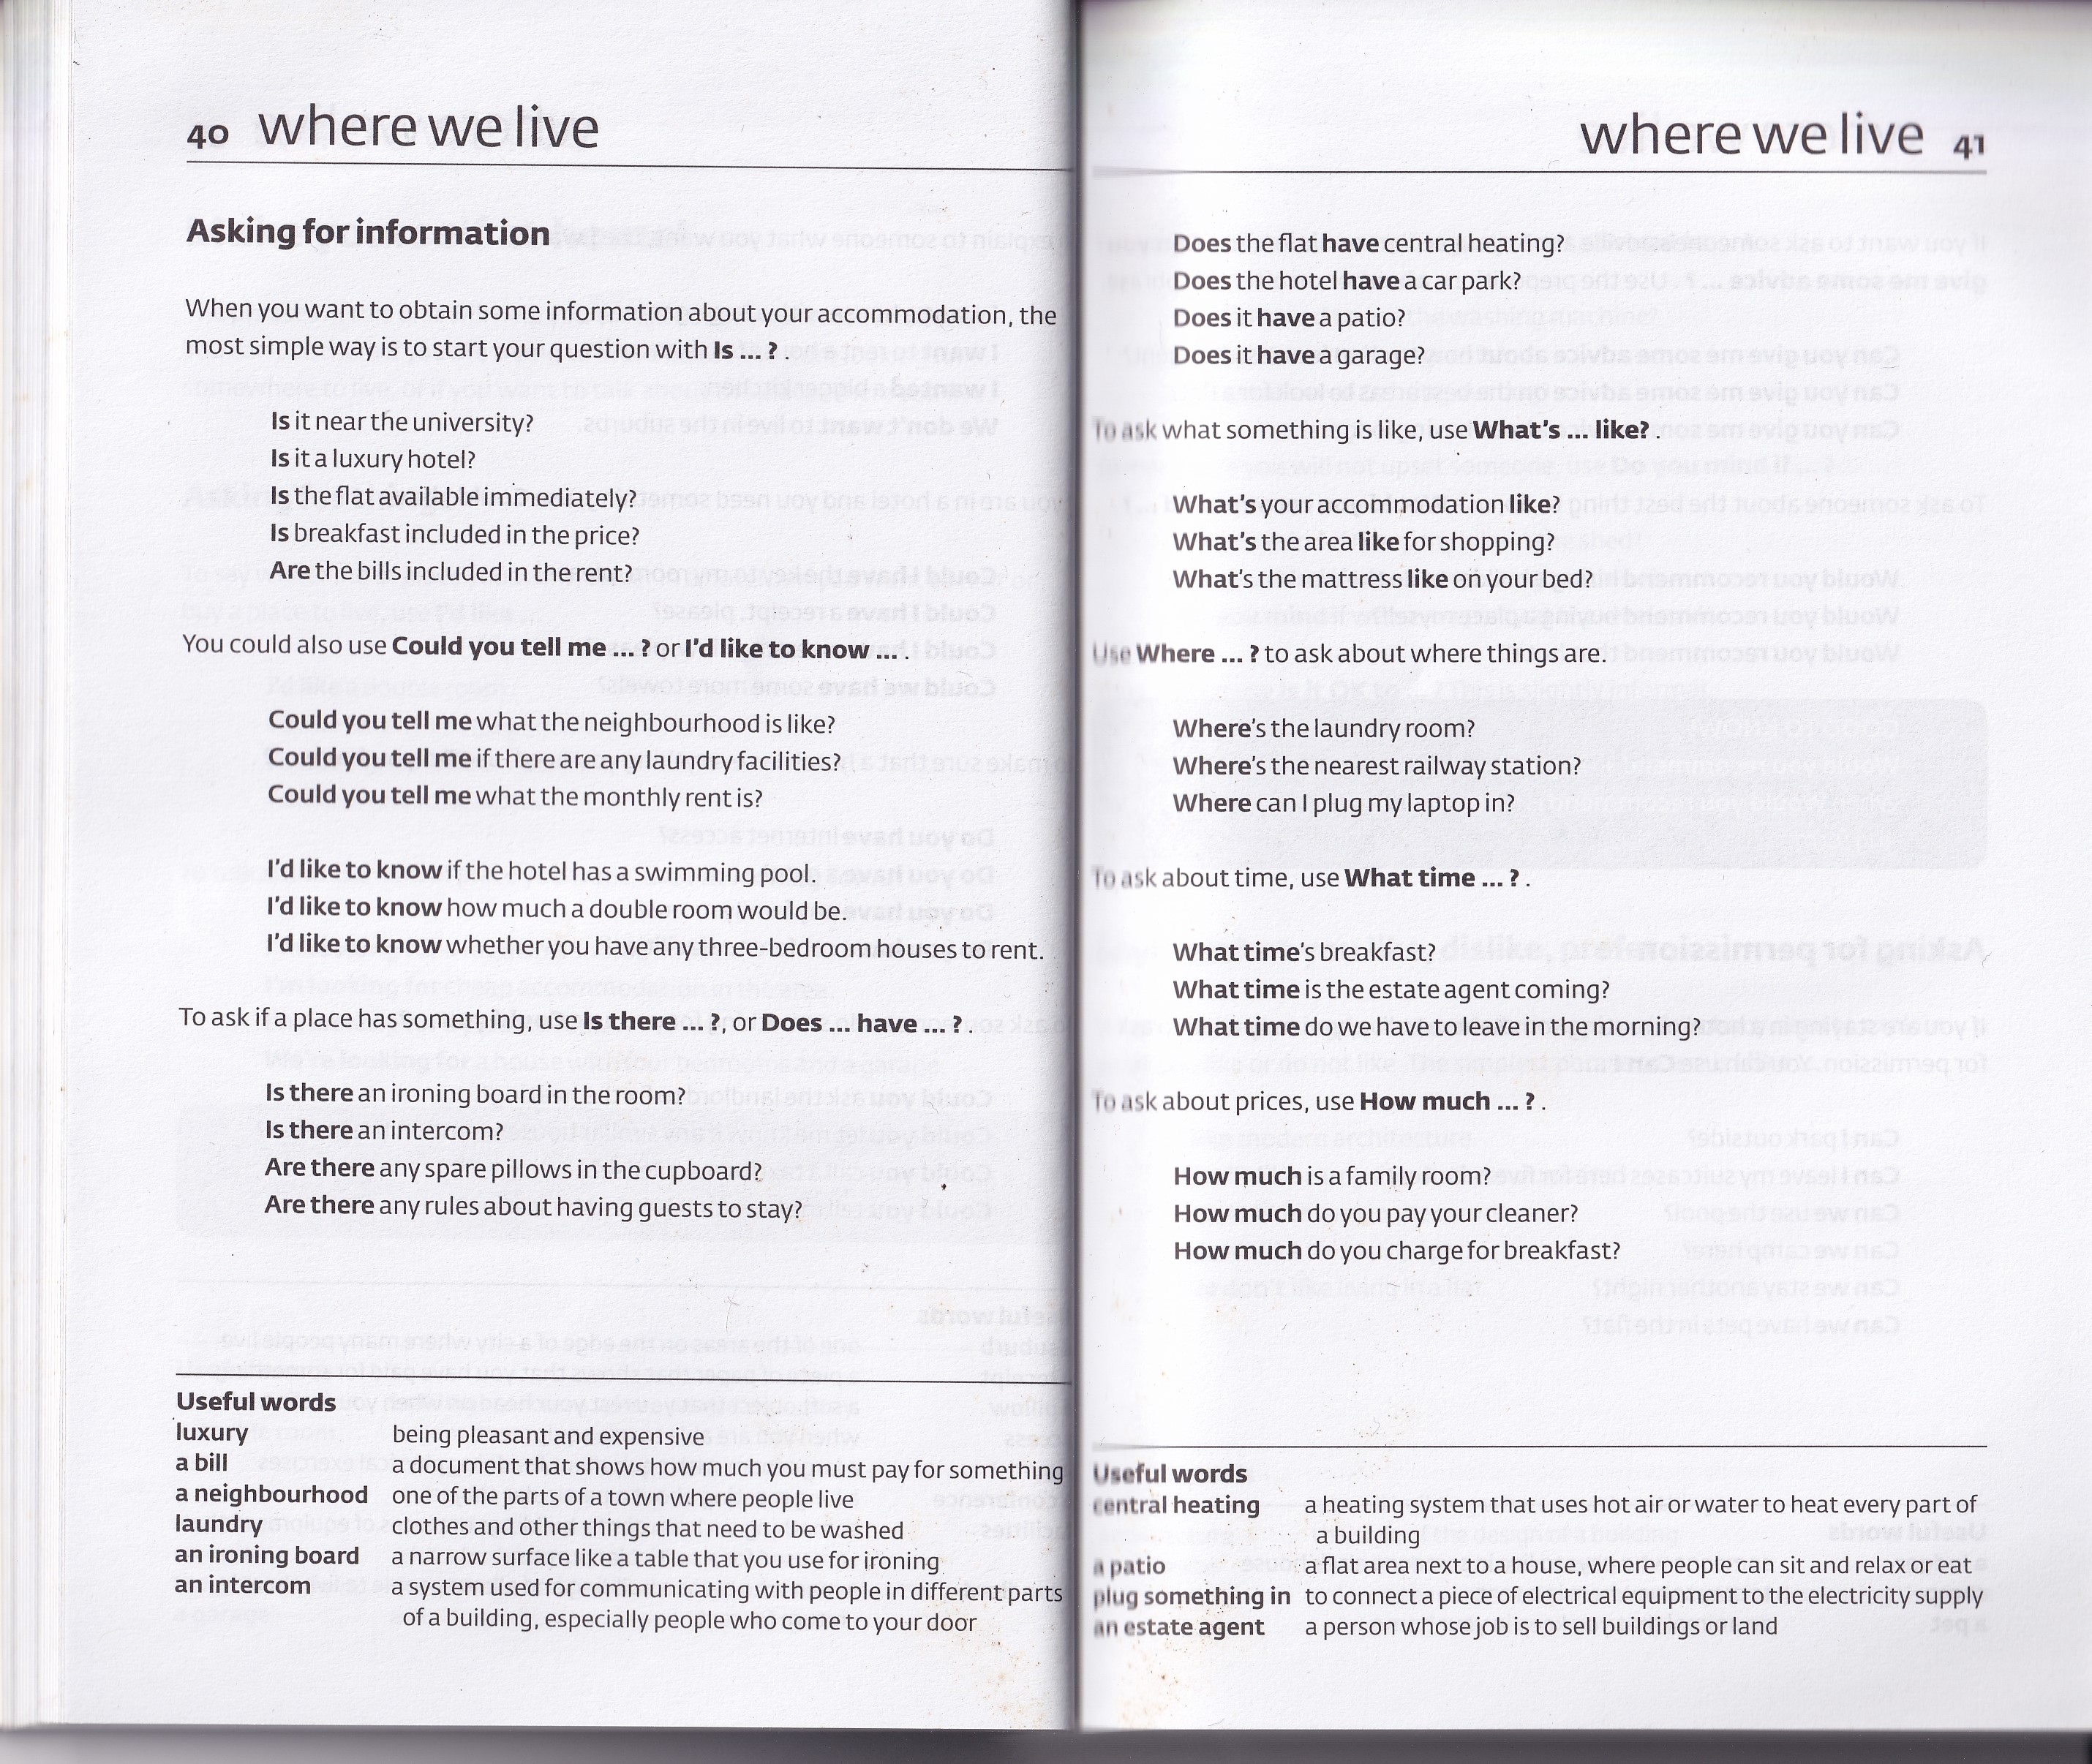 40 where we live
Asking for information
When you want to obtain some information about your accommodation, the
most simple way is to start your question with Is ... ? .
Is it near the university?
Is it a luxury hotel?
Is the flat available immediately?
Is breakfast included in the price?
Are the bills included in the rent?
You could also use Could you tell me ... ? or I'd like to know ... .
Could you tell me what the neighbourhood is like?
Could you tell me if there are any laundry facilities?
Could you tell me what the monthly rent is?
I'd like to know if the hotel has a swimming pool.
I'd like to know how much a double room would be.
I'd like to know whether you have any three-bedroom houses to rent.
To ask if a place has something, use Is there ... ?, or Does ... have ... ? .
Is there an ironing board in the room?
Is there an intercom?
Are there any spare pillows in the cupboard?
Are there any rules about having guests to stay?
Useful words
luxury being pleasant and expensive
a bill a document that shows how much you must pay for something
a neighbourhood one of the parts of a town where people live
laundry clothes and other things that need to be washed
an ironing board a narrow surface like a table that you use for ironing
an intercom a system used for communicating with people in different parts
of a building, especially people who come to your door
where we live 41
Does the flat have central heating?
Does the hotel have a car park?
Does it have a patio?
Does it have a garage?
To ask what something is like, use What's ... like? .
What's your accommodation like?
What's the area like for shopping?
What's the mattress like on your bed?
Use Where ... ? to ask about where things are.
Where's the laundry room?
Where's the nearest railway station?
Where can I plug my laptop in?
To ask about time, use What time ... ? .
What time's breakfast?
What time is the estate agent coming?
What time do we have to leave in the morning?
To ask about prices, use How much ... ? .
How much is a family room?
How much do you pay your cleaner?
How much do you charge for breakfast?
Useful words
central heating a heating system that uses hot air or water to heat every part of
a building
a patio a flat area next to a house, where people can sit and relax or eat
plug something in to connect a piece of electrical equipment to the electricity supply
an estate agent a person whose job is to sell buildings or land